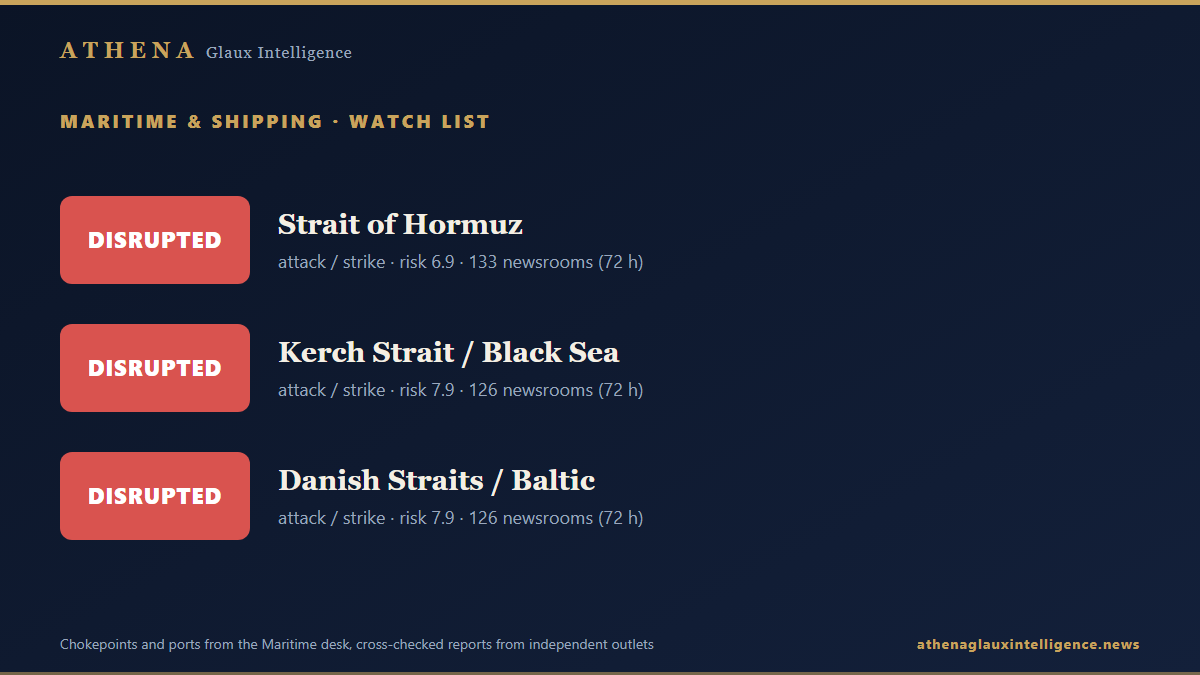 ATHENA Glaux Intelligence
MARITIME & SHIPPING · WATCH LIST
DISRUPTED
Strait of Hormuz
attack / strike · risk 6.9 · 133 newsrooms (72 h)
DISRUPTED
Kerch Strait / Black Sea
attack / strike · risk 7.9 · 126 newsrooms (72 h)
DISRUPTED
Danish Straits / Baltic
attack / strike · risk 7.9 · 126 newsrooms (72 h)
Chokepoints and ports from the Maritime desk, cross-checked reports from independent outlets
athenaglauxintelligence.news